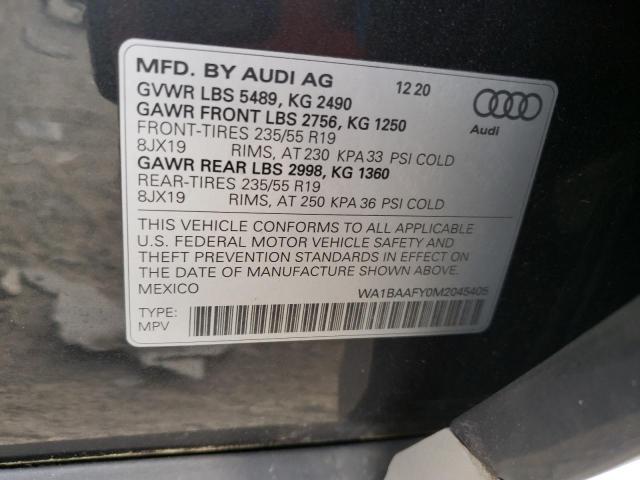 MFD. BY AUDI AG 12 20
GVWR LBS 5489, KG 2490
GAWR FRONT LBS 2756, KG 1250
FRONT-TIRES 235/55 R19
8JX19 RIMS, AT 230 KPA 33 PSI COLD
GAWR REAR LBS 2998, KG 1360
REAR-TIRES 235/55 R19
8JX19 RIMS, AT 250 KPA 36 PSI COLD
Audi
THIS VEHICLE CONFORMS TO ALL APPLICABLE
U.S. FEDERAL MOTOR VEHICLE SAFETY AND
THEFT PREVENTION STANDARDS IN EFFECT ON
THE DATE OF MANUFACTURE SHOWN ABOVE.
MEXICO WA1BAAFY0M2045405
TYPE:
MPV